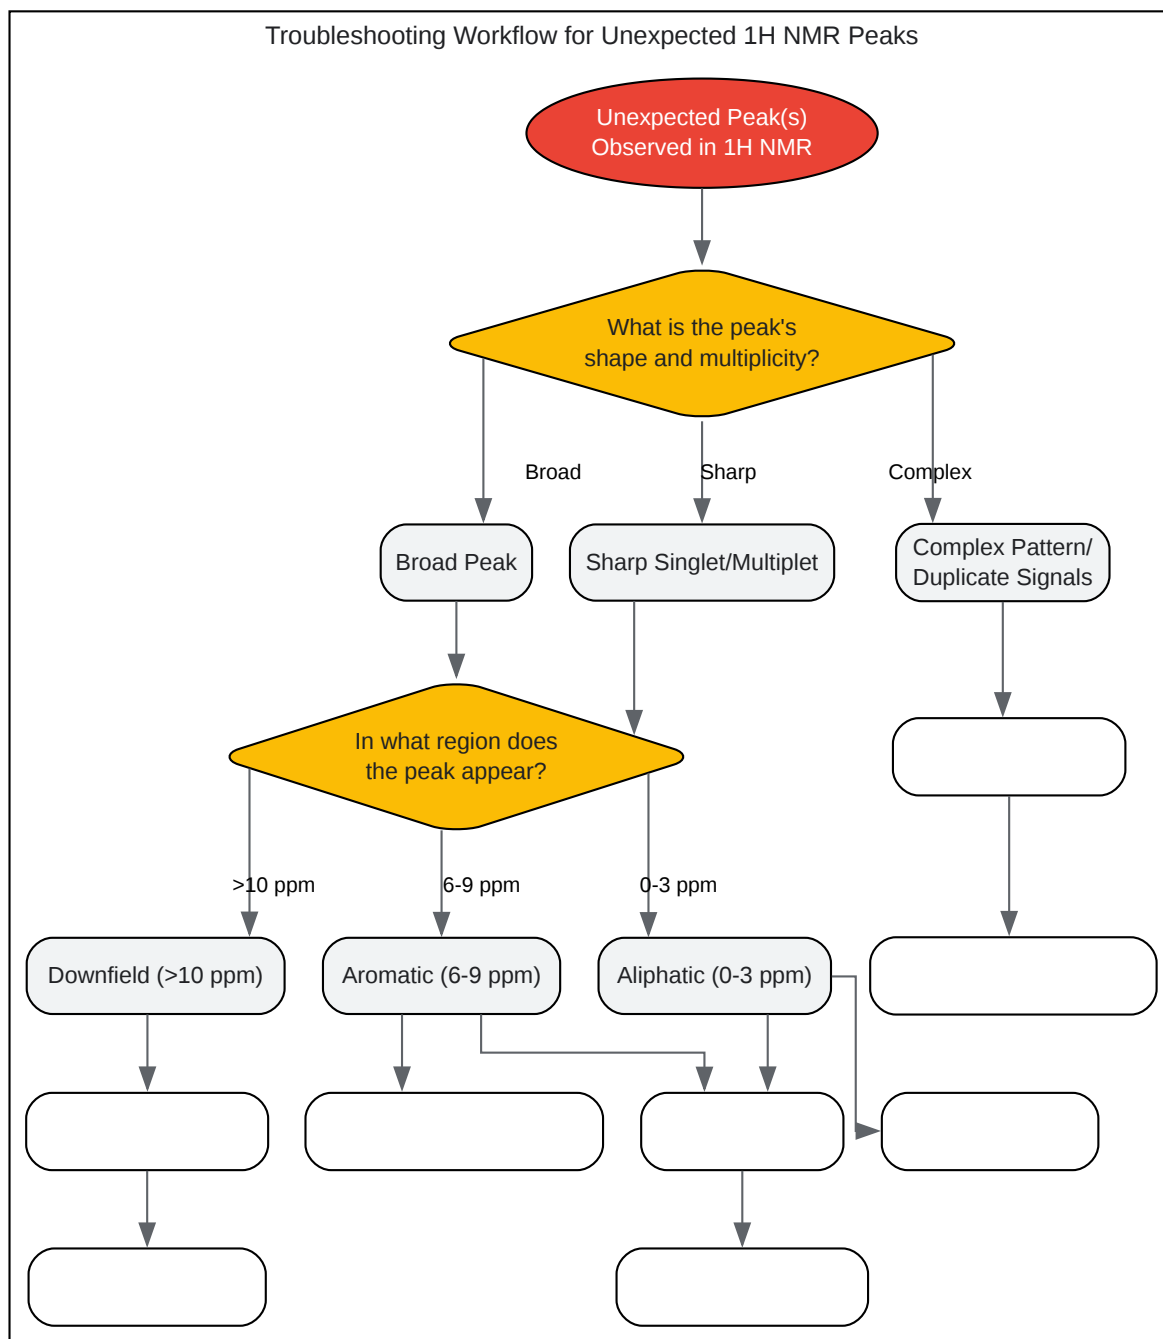 Troubleshooting Workflow for Unexpected 1H NMR Peaks
Unexpected Peak(s)
Observed in 1H NMR
What is the peak's
shape and multiplicity?
Broad
Sharp
Complex
Broad Peak
Sharp Singlet/Multiplet
Complex Pattern/
Duplicate Signals
In what region does
the peak appear?
>10 ppm
6-9 ppm
0-3 ppm
Downfield (>10 ppm)
Aromatic (6-9 ppm)
Aliphatic (0-3 ppm)